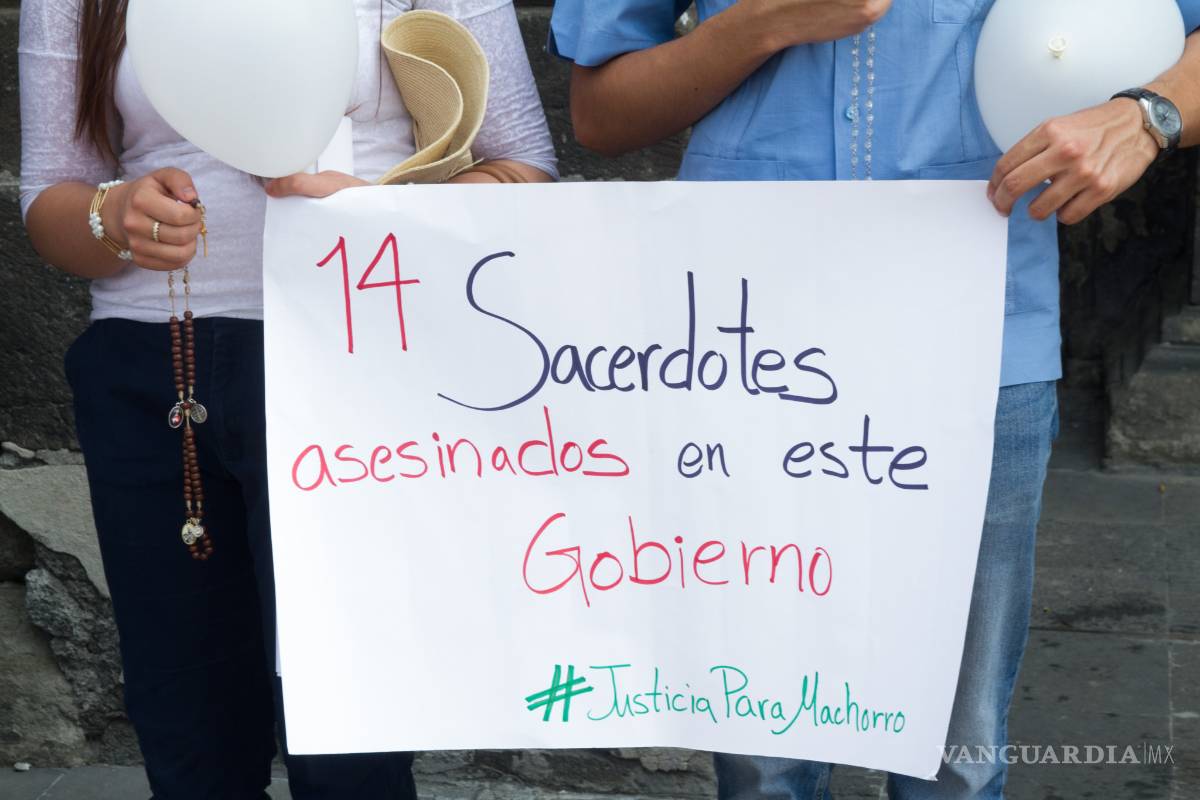 14 Sacerdotes
asesinados en este
Gobierno
#JusticiaParaMachorro
VANGUARDIA|MX